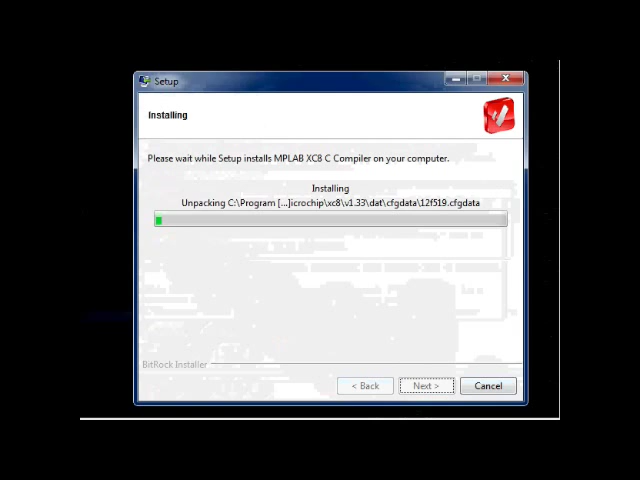 Setup
Installing
Please wait while Setup installs MPLAB XC8 C Compiler on your computer.
Installing
Unpacking C:\Program [...]icrochip\xc8\v1.33\dat\cfgdata\12f519.cfgdata
BitRock Installer
< Back Next > Cancel